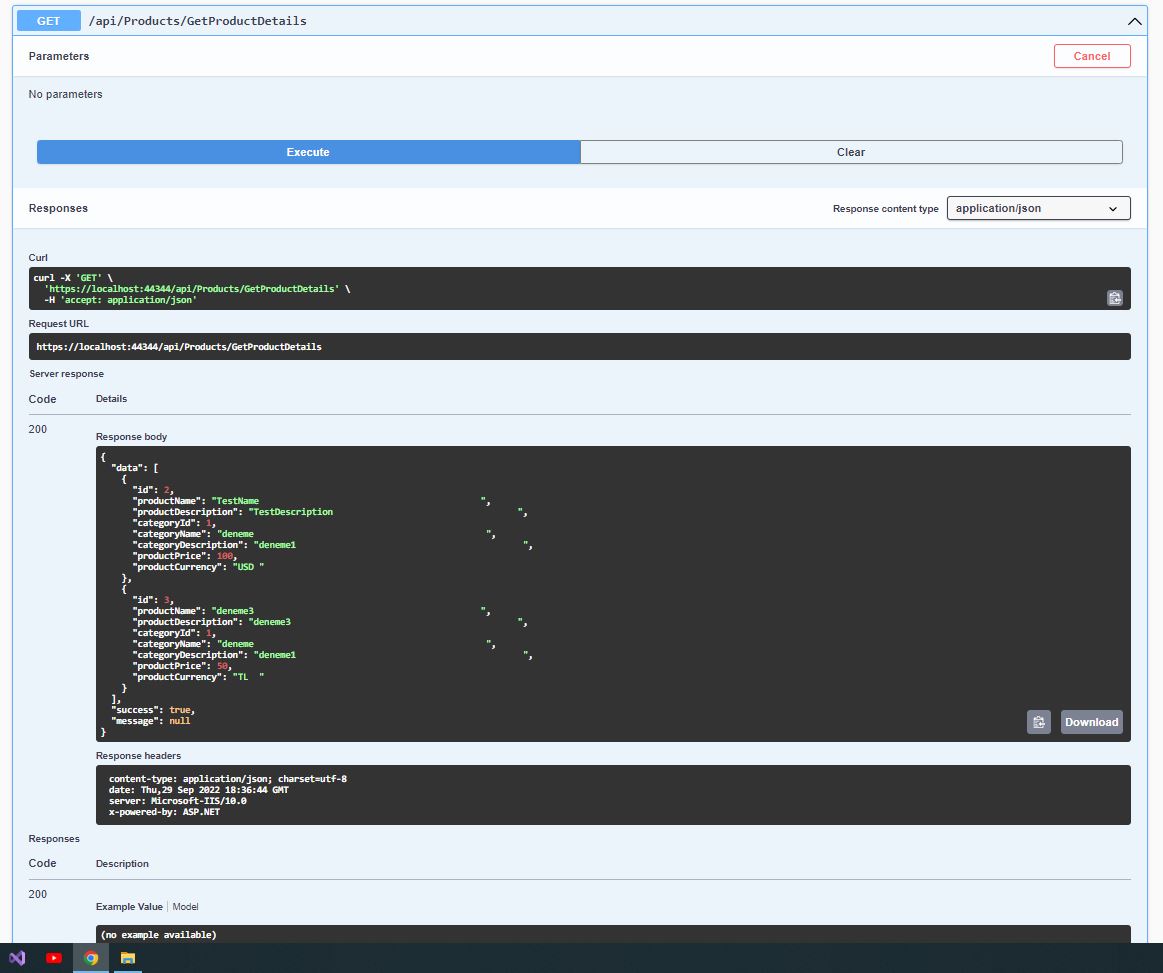 GET /api/Products/GetProductDetails
Parameters Cancel
No parameters
Execute Clear
Responses Response content type application/json
Curl
curl -X 'GET' \
  'https://localhost:44344/api/Products/GetProductDetails' \
  -H 'accept: application/json'
Request URL
https://localhost:44344/api/Products/GetProductDetails
Server response
Code Details
200
Response body
{
  "data": [
    {
      "id": 2,
      "productName": "TestName                                          ",
      "productDescription": "TestDescription                                   ",
      "categoryId": 1,
      "categoryName": "deneme                                            ",
      "categoryDescription": "deneme1                                           ",
      "productPrice": 100,
      "productCurrency": "USD "
    },
    {
      "id": 3,
      "productName": "deneme3                                           ",
      "productDescription": "deneme3                                           ",
      "categoryId": 1,
      "categoryName": "deneme                                            ",
      "categoryDescription": "deneme1                                           ",
      "productPrice": 50,
      "productCurrency": "TL  "
    }
  ],
  "success": true,
  "message": null
}
Download
Response headers
content-type: application/json; charset=utf-8
date: Thu,29 Sep 2022 18:36:44 GMT
server: Microsoft-IIS/10.0
x-powered-by: ASP.NET
Responses
Code Description
200
Example Value Model
(no example available)